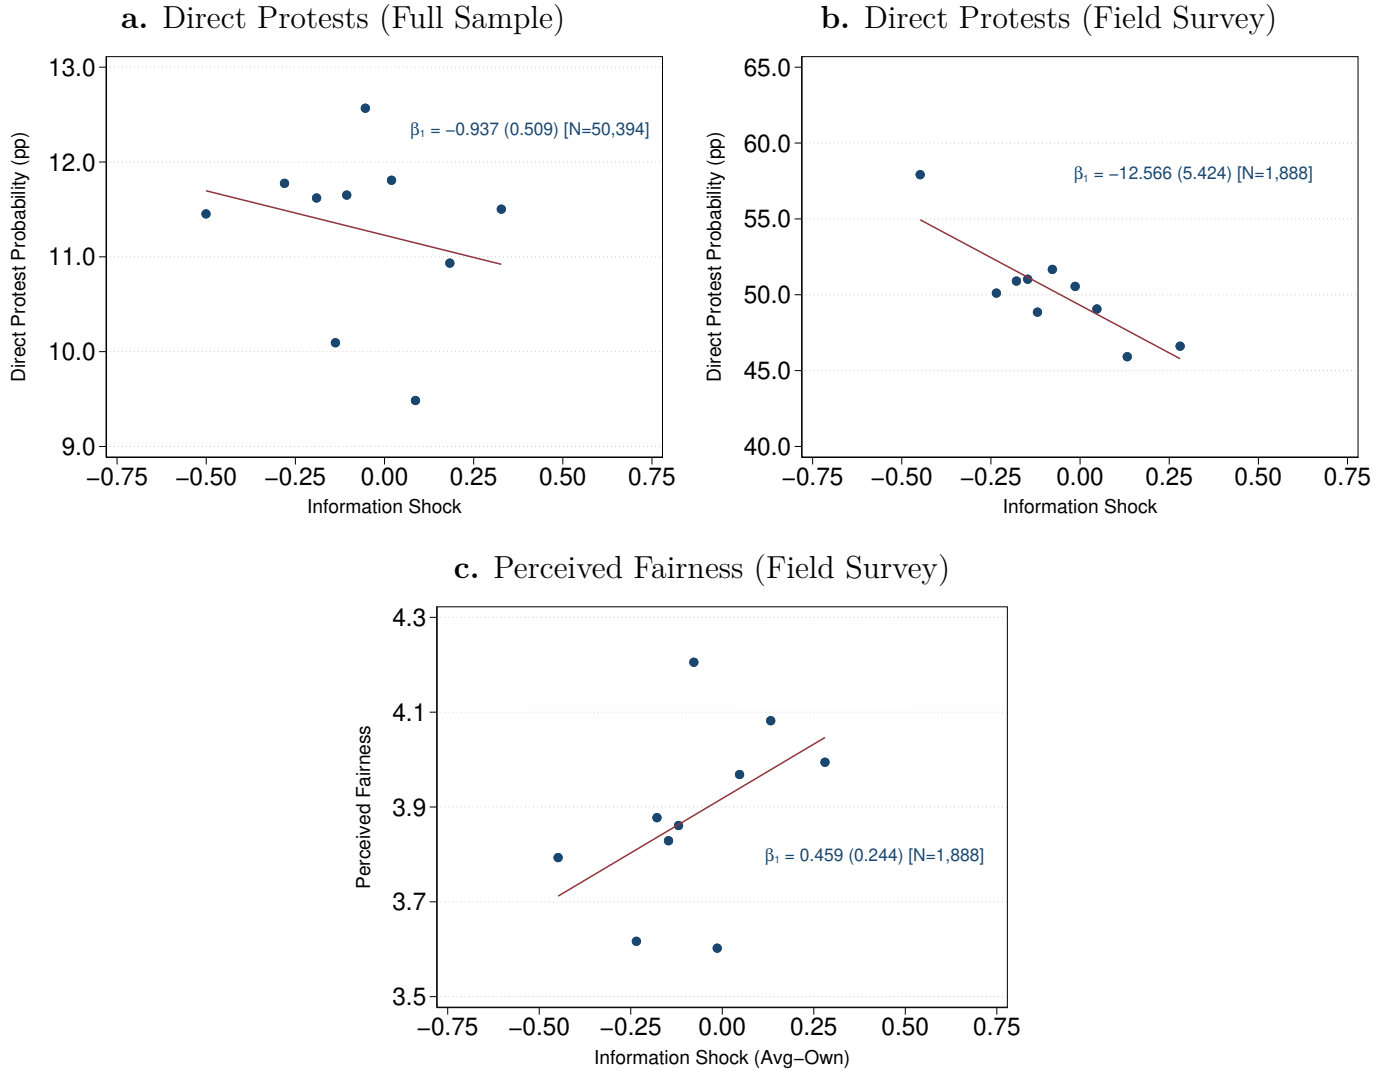 a. Direct Protests (Full Sample)
13.0
12.0
11.0
10.0
9.0
Direct Protest Probability (pp)
β₁ = −0.937 (0.509) [N=50,394]
−0.75 −0.50 −0.25 0.00 0.25 0.50 0.75
Information Shock
b. Direct Protests (Field Survey)
65.0
60.0
55.0
50.0
45.0
40.0
Direct Protest Probability (pp)
β₁ = −12.566 (5.424) [N=1,888]
−0.75 −0.50 −0.25 0.00 0.25 0.50 0.75
Information Shock
c. Perceived Fairness (Field Survey)
4.3
4.1
3.9
3.7
3.5
Perceived Fairness
β₁ = 0.459 (0.244) [N=1,888]
−0.75 −0.50 −0.25 0.00 0.25 0.50 0.75
Information Shock (Avg−Own)